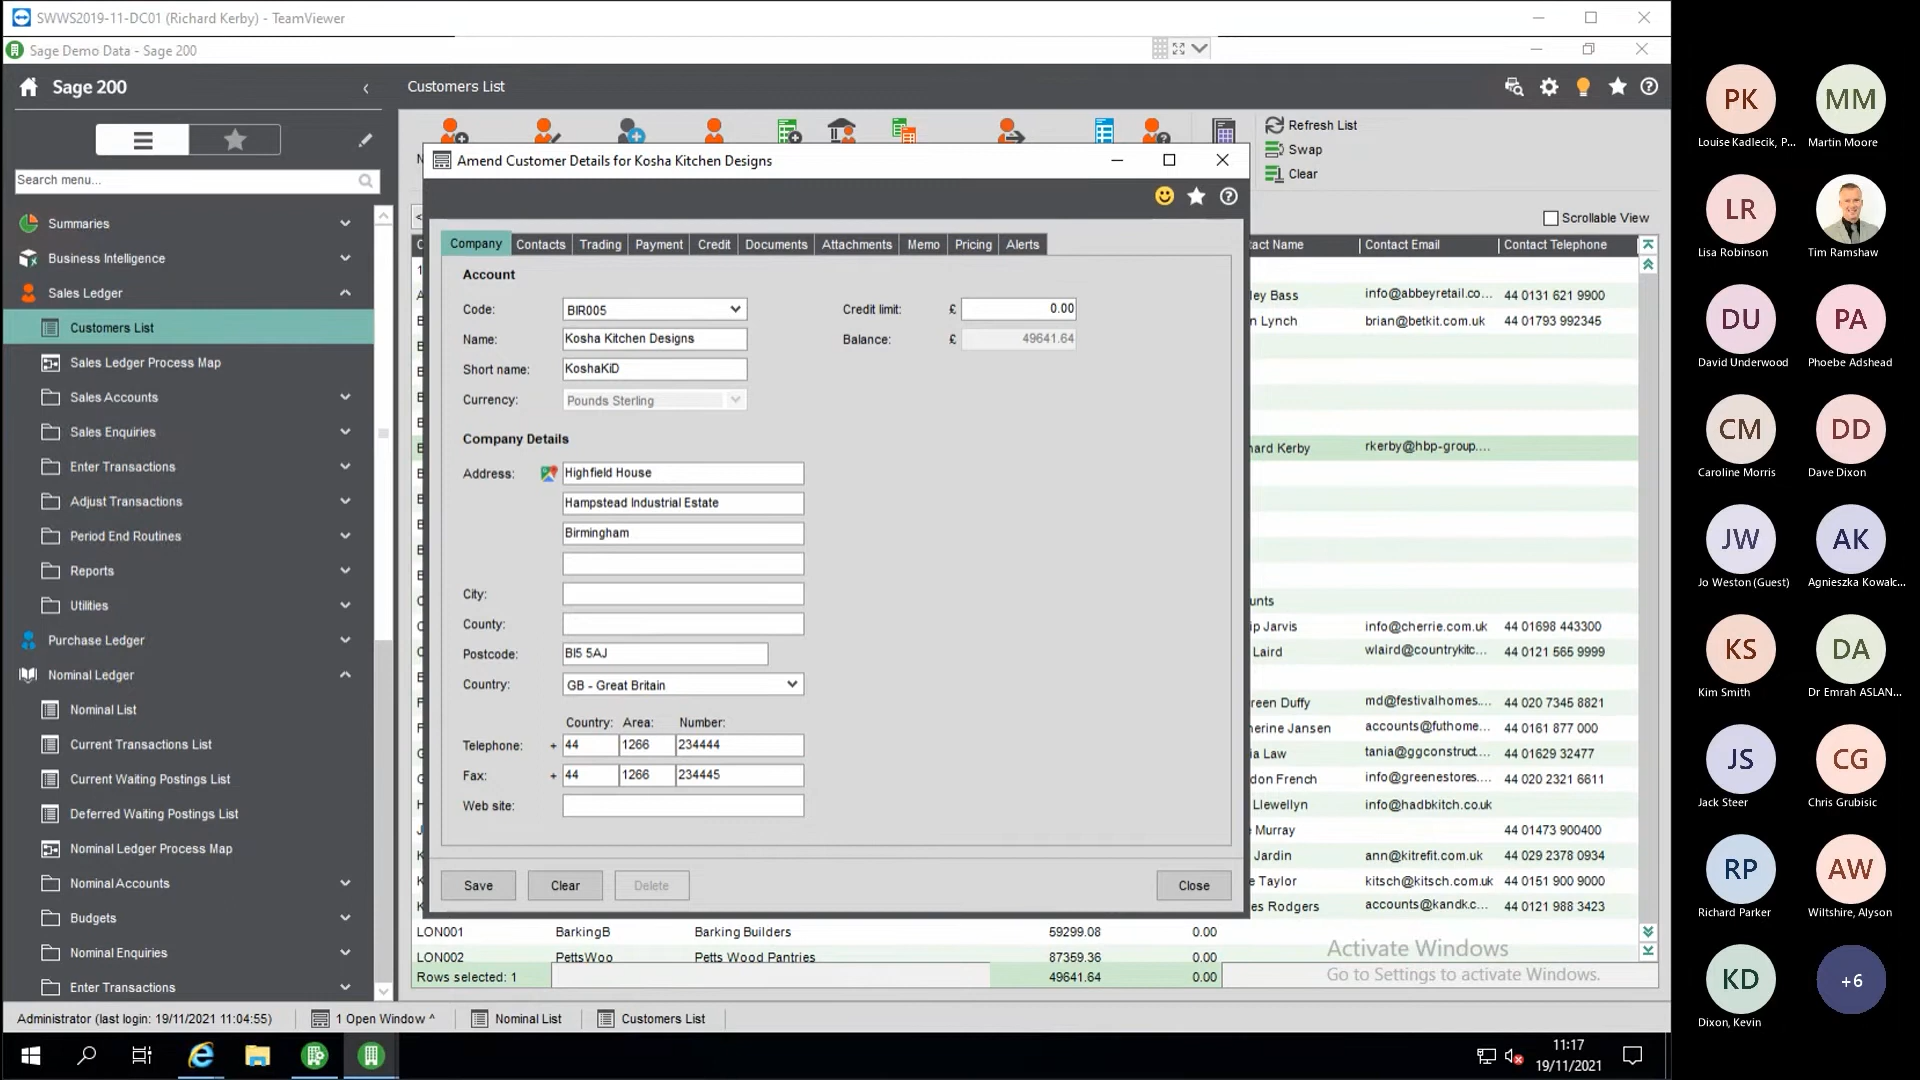 SWWS2019-11-DC01 (Richard Kerby) - TeamViewer
Sage Demo Data - Sage 200
Sage 200
Search menu...
Summaries
Business Intelligence
Sales Ledger
Customers List
Sales Ledger Process Map
Sales Accounts
Sales Enquiries
Enter Transactions
Adjust Transactions
Period End Routines
Reports
Utilities
Purchase Ledger
Nominal Ledger
Nominal List
Current Transactions List
Current Waiting Postings List
Deferred Waiting Postings List
Nominal Ledger Process Map
Nominal Accounts
Budgets
Nominal Enquiries
Enter Transactions
Customers List
Refresh List
Swap
Clear
Scrollable View
Amend Customer Details for Kosha Kitchen Designs
Company Contacts Trading Payment Credit Documents Attachments Memo Pricing Alerts
Account
Code: BIR005 Credit limit: £ 0.00
Name: Kosha Kitchen Designs Balance: £ 49641.64
Short name: KoshaKiD
Currency: Pounds Sterling
Company Details
Address: Highfield House
Hampstead Industrial Estate
Birmingham
City:
County:
Postcode: BI5 5AJ
Country: GB - Great Britain
Country: Area: Number:
Telephone: + 44 1266 234444
Fax: + 44 1266 234445
Web site:
Save Clear Delete Close
Contact Email Contact Telephone
Bass info@abbeyretail.co... 44 0131 621 9900
Lynch brian@betkit.com.uk 44 01793 992345
Kerby rkerby@hbp-group....
Jarvis info@cherrie.com.uk 44 01698 443300
Laird wlaird@countrykitc... 44 0121 565 9999
Duffy md@festivalhomes.... 44 020 7345 8821
Jansen accounts@futhome... 44 0161 877 000
Law tania@ggconstruct.... 44 01629 32477
French info@greenestores.... 44 020 2321 6611
Llewellyn info@hadbkitch.co.uk
Murray 44 01473 900400
Jardin ann@kitrefit.com.uk 44 029 2378 0934
Taylor kitsch@kitsch.com.uk 44 0151 900 9000
Rodgers accounts@kandk.c... 44 0121 988 3423
LON001 BarkingB Barking Builders 59299.08 0.00
LON002 PettsWoo Petts Wood Pantries 87359.36 0.00
Rows selected: 1 49641.64 0.00
Activate Windows
Go to Settings to activate Windows.
Administrator (last login: 19/11/2021 11:04:55) 1 Open Window ^ Nominal List Customers List
11:17
19/11/2021
PK MM
Louise Kadlecik, P... Martin Moore
LR
Lisa Robinson Tim Ramshaw
DU PA
David Underwood Phoebe Adshead
CM DD
Caroline Morris Dave Dixon
JW AK
Jo Weston (Guest) Agnieszka Kowalc...
KS DA
Kim Smith Dr Emrah ASLAN...
JS CG
Jack Steer Chris Grubisic
RP AW
Richard Parker Wiltshire, Alyson
KD +6
Dixon, Kevin